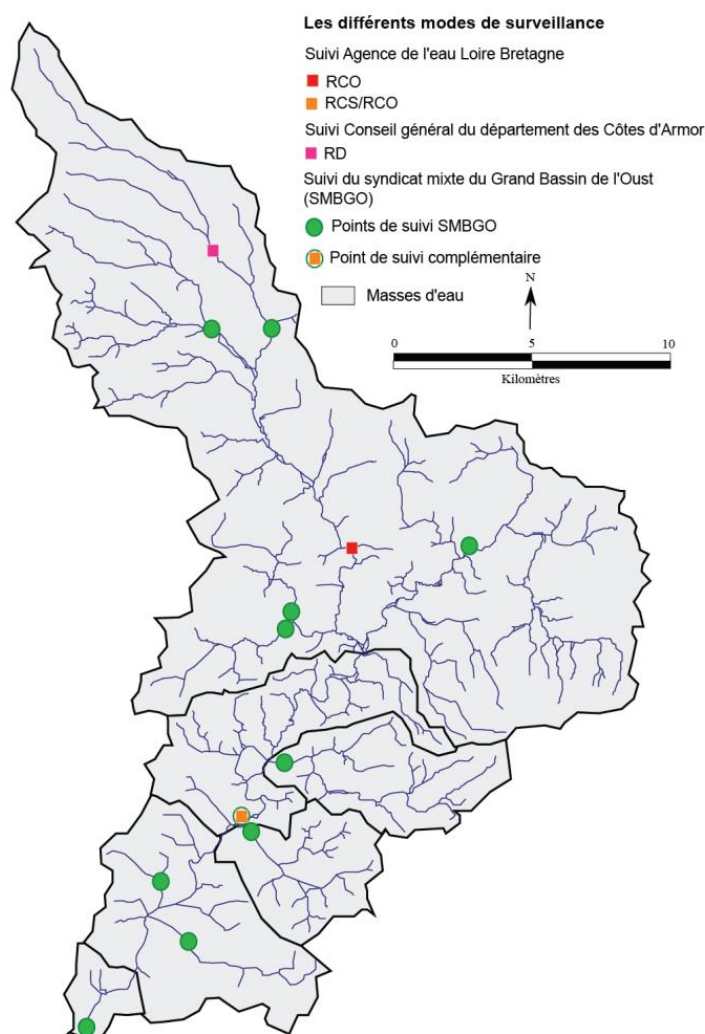 Les différents modes de surveillance
Suivi Agence de l'eau Loire Bretagne
RCO
RCS/RCO
Suivi Conseil général du département des Côtes d'Armor
RD
Suivi du syndicat mixte du Grand Bassin de l'Oust
(SMBGO)
Points de suivi SMBGO
Point de suivi complémentaire
Masses d'eau
N
0 5 10
Kilomètres